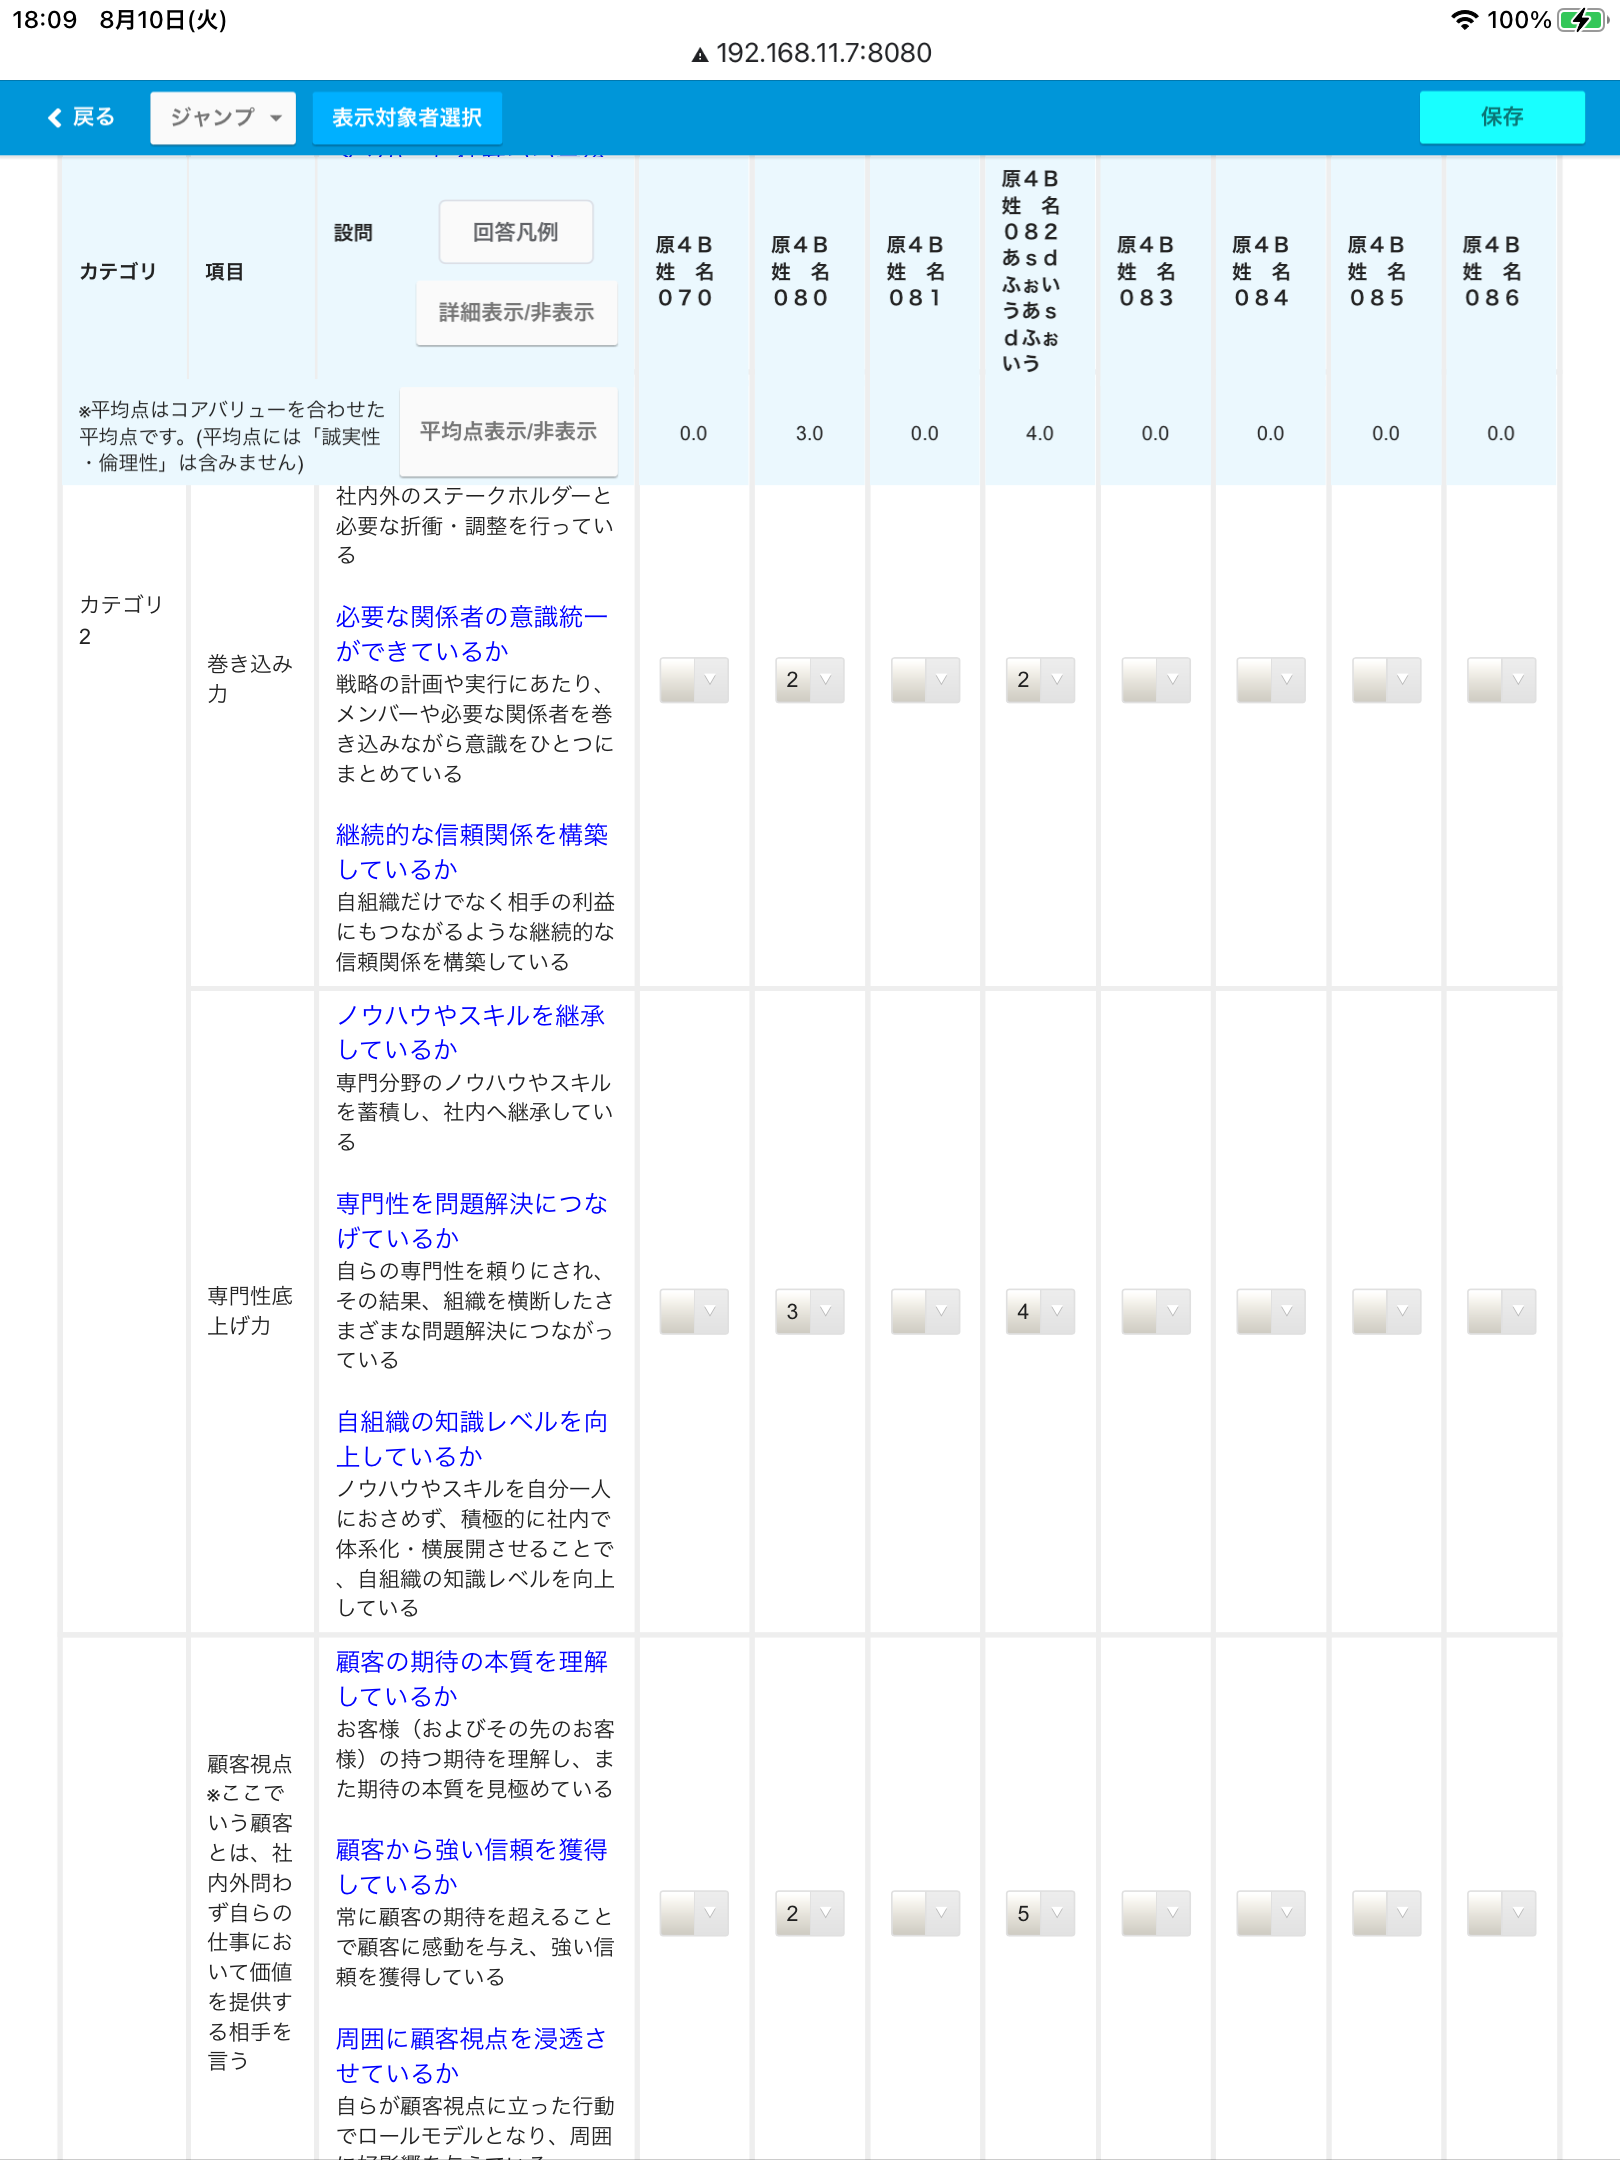 18:09 8月10日(火)
100%
192.168.11.7:8080
戻る
ジャンプ
表示対象者選択
保存
カテゴリ
項目
設問
回答凡例
詳細表示/非表示
原４Ｂ
姓　名
０７０
原４Ｂ
姓　名
０８０
原４Ｂ
姓　名
０８１
原４Ｂ
姓　名
０８２
あｓｄ
ふぉい
うあｓ
ｄふぉ
いう
原４Ｂ
姓　名
０８３
原４Ｂ
姓　名
０８４
原４Ｂ
姓　名
０８５
原４Ｂ
姓　名
０８６
※平均点はコアバリューを合わせた
平均点です。(平均点には「誠実性
・倫理性」は含みません)
平均点表示/非表示
0.0 3.0 0.0 4.0 0.0 0.0 0.0 0.0
カテゴリ
2
巻き込み
力
社内外のステークホルダーと
必要な折衝・調整を行ってい
る
必要な関係者の意識統一
ができているか
戦略の計画や実行にあたり、
メンバーや必要な関係者を巻
き込みながら意識をひとつに
まとめている
継続的な信頼関係を構築
しているか
自組織だけでなく相手の利益
にもつながるような継続的な
信頼関係を構築している
2 2
専門性底
上げ力
ノウハウやスキルを継承
しているか
専門分野のノウハウやスキル
を蓄積し、社内へ継承してい
る
専門性を問題解決につな
げているか
自らの専門性を頼りにされ、
その結果、組織を横断したさ
まざまな問題解決につながっ
ている
自組織の知識レベルを向
上しているか
ノウハウやスキルを自分一人
におさめず、積極的に社内で
体系化・横展開させることで
、自組織の知識レベルを向上
している
3 4
顧客視点
※ここで
いう顧客
とは、社
内外問わ
ず自らの
仕事にお
いて価値
を提供す
る相手を
言う
顧客の期待の本質を理解
しているか
お客様（およびその先のお客
様）の持つ期待を理解し、ま
た期待の本質を見極めている
顧客から強い信頼を獲得
しているか
常に顧客の期待を超えること
で顧客に感動を与え、強い信
頼を獲得している
周囲に顧客視点を浸透さ
せているか
自らが顧客視点に立った行動
でロールモデルとなり、周囲
2 5